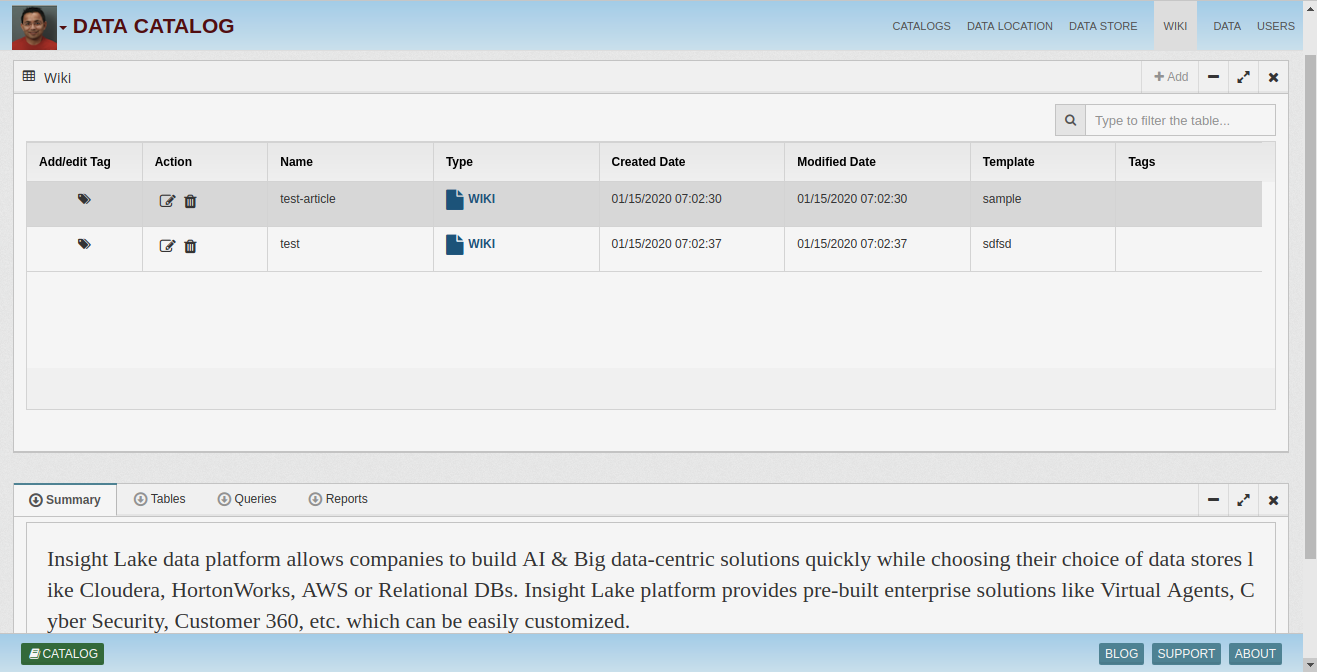 DATA CATALOG
CATALOGS DATA LOCATION DATA STORE WIKI DATA USERS
Wiki
Add
Type to filter the table...
Add/edit Tag Action Name Type Created Date Modified Date Template Tags
test-article WIKI 01/15/2020 07:02:30 01/15/2020 07:02:30 sample
test WIKI 01/15/2020 07:02:37 01/15/2020 07:02:37 sdfsd
Summary Tables Queries Reports
Insight Lake data platform allows companies to build AI & Big data-centric solutions quickly while choosing their choice of data stores l
ike Cloudera, HortonWorks, AWS or Relational DBs. Insight Lake platform provides pre-built enterprise solutions like Virtual Agents, C
yber Security, Customer 360, etc. which can be easily customized.
CATALOG BLOG SUPPORT ABOUT